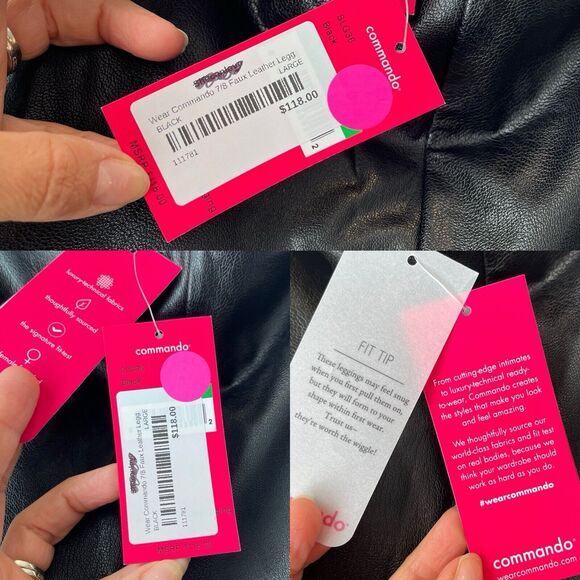 SLG36
Black
commando®
Wear Commando 7/8 Faux Leather Legg
BLACK
LARGE
$118.00
111781
2
MSRP
luxury-technical fabrics
thoughtfully sourced
the signature fit-test
commando®
Black
LARGE
$118.00
2
Wear Commando 7/8 Faux Leather Legg
BLACK
111781
FIT TIP
These leggings may feel snug
when you first pull them on,
but they will form to your
shape within first wear.
Trust us–
they're worth the wiggle!
mando®
From cutting-edge intimates
to luxury-technical ready-
to-wear, Commando creates
the styles that make you look
and feel amazing.
We thoughtfully source our
world-class fabrics and fit test
on real bodies, because we
think your wardrobe should
work as hard as you do.
#wearcommando
commando®
wearcommando.com